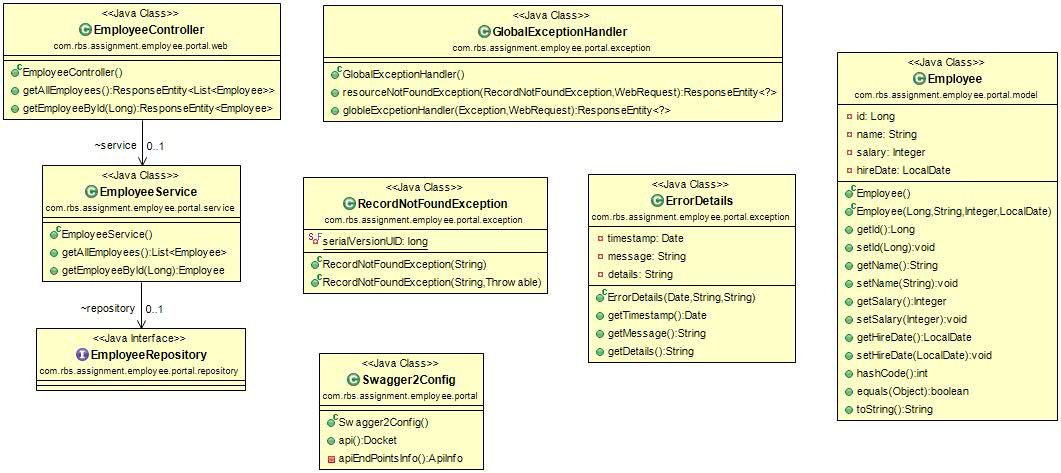 <<Java Class>>
EmployeeController
com.rbs.assignment.employee.portal.web
EmployeeController()
getAllEmployees():ResponseEntity<List<Employee>>
getEmployeeById(Long):ResponseEntity<Employee>
~service 0..1
<<Java Class>>
EmployeeService
com.rbs.assignment.employee.portal.service
EmployeeService()
getAllEmployees():List<Employee>
getEmployeeById(Long):Employee
~repository 0..1
<<Java Interface>>
EmployeeRepository
com.rbs.assignment.employee.portal.repository
<<Java Class>>
GlobalExceptionHandler
com.rbs.assignment.employee.portal.exception
GlobalExceptionHandler()
resourceNotFoundException(RecordNotFoundException,WebRequest):ResponseEntity<?>
globleExcpetionHandler(Exception,WebRequest):ResponseEntity<?>
<<Java Class>>
RecordNotFoundException
com.rbs.assignment.employee.portal.exception
serialVersionUID: long
RecordNotFoundException(String)
RecordNotFoundException(String,Throwable)
<<Java Class>>
Swagger2Config
com.rbs.assignment.employee.portal
Swagger2Config()
api():Docket
apiEndPointsInfo():ApiInfo
<<Java Class>>
ErrorDetails
com.rbs.assignment.employee.portal.exception
timestamp: Date
message: String
details: String
ErrorDetails(Date,String,String)
getTimestamp():Date
getMessage():String
getDetails():String
<<Java Class>>
Employee
com.rbs.assignment.employee.portal.model
id: Long
name: String
salary: Integer
hireDate: LocalDate
Employee()
Employee(Long,String,Integer,LocalDate)
getId():Long
setId(Long):void
getName():String
setName(String):void
getSalary():Integer
setSalary(Integer):void
getHireDate():LocalDate
setHireDate(LocalDate):void
hashCode():int
equals(Object):boolean
toString():String